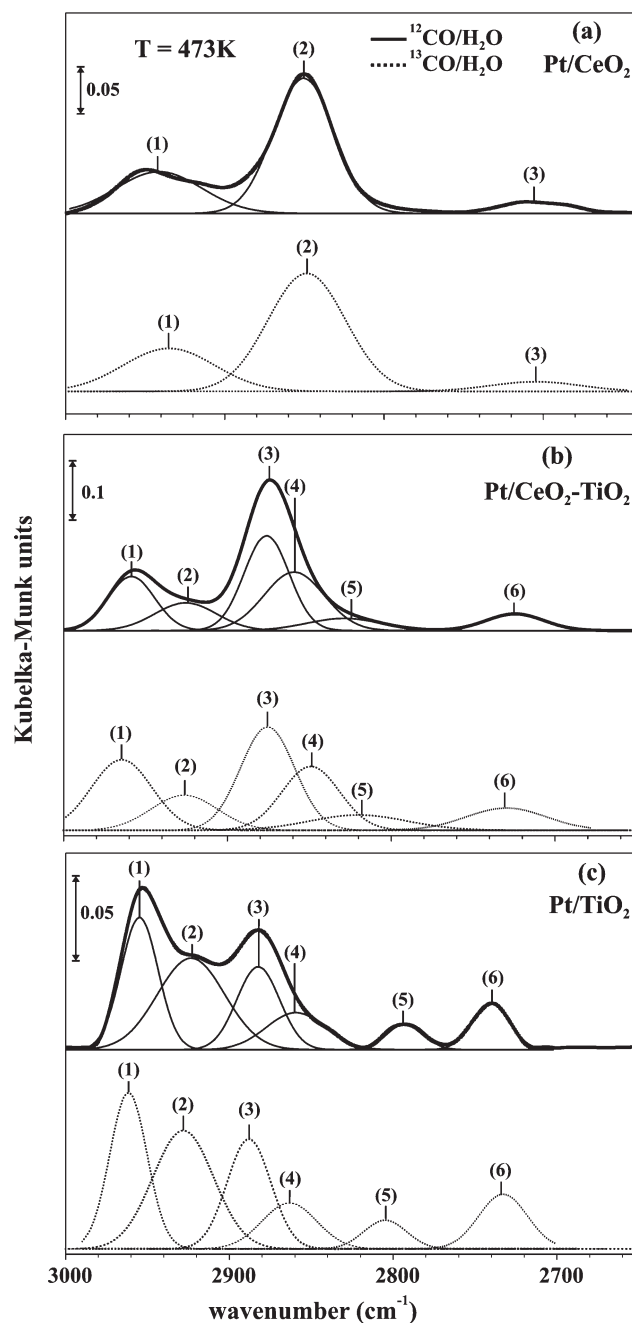 T = 473K
¹²CO/H₂O
¹³CO/H₂O
(a)
Pt/CeO₂
0.05
(1)
(2)
(3)
(1)
(2)
(3)
(b)
Pt/CeO₂-TiO₂
0.1
(1)
(2)
(3)
(4)
(5)
(6)
(1)
(2)
(3)
(4)
(5)
(6)
Kubelka-Munk units
(c)
Pt/TiO₂
0.05
(1)
(2)
(3)
(4)
(5)
(6)
(1)
(2)
(3)
(4)
(5)
(6)
3000 2900 2800 2700
wavenumber (cm⁻¹)